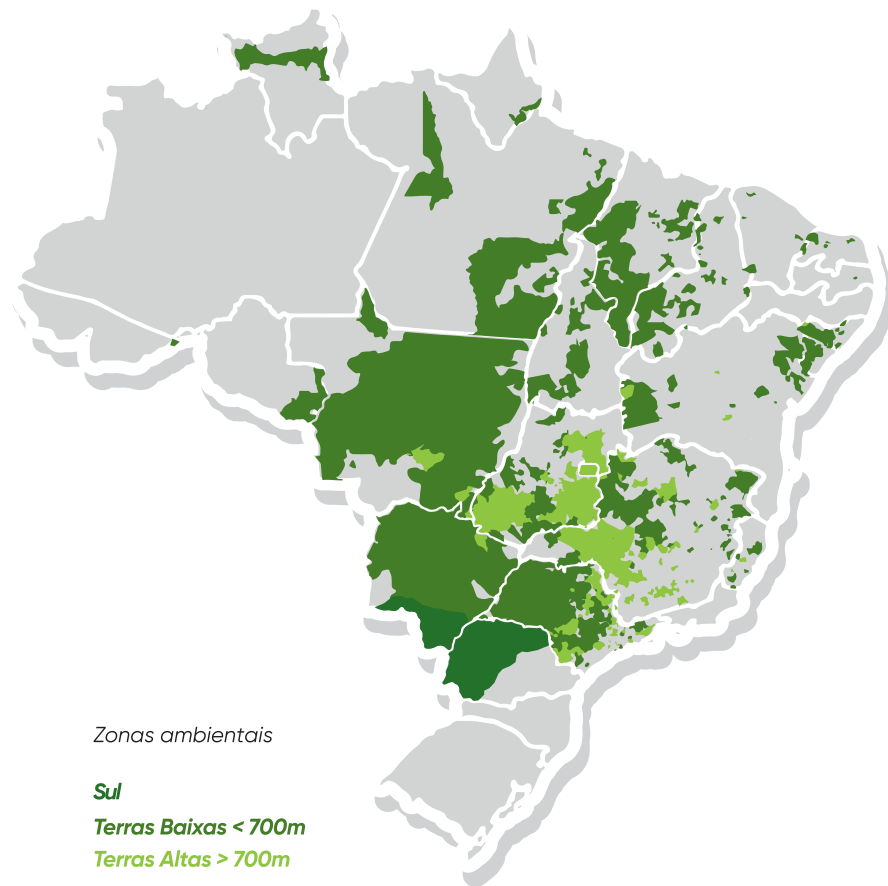 Zonas ambientais
Sul
Terras Baixas < 700m
Terras Altas > 700m